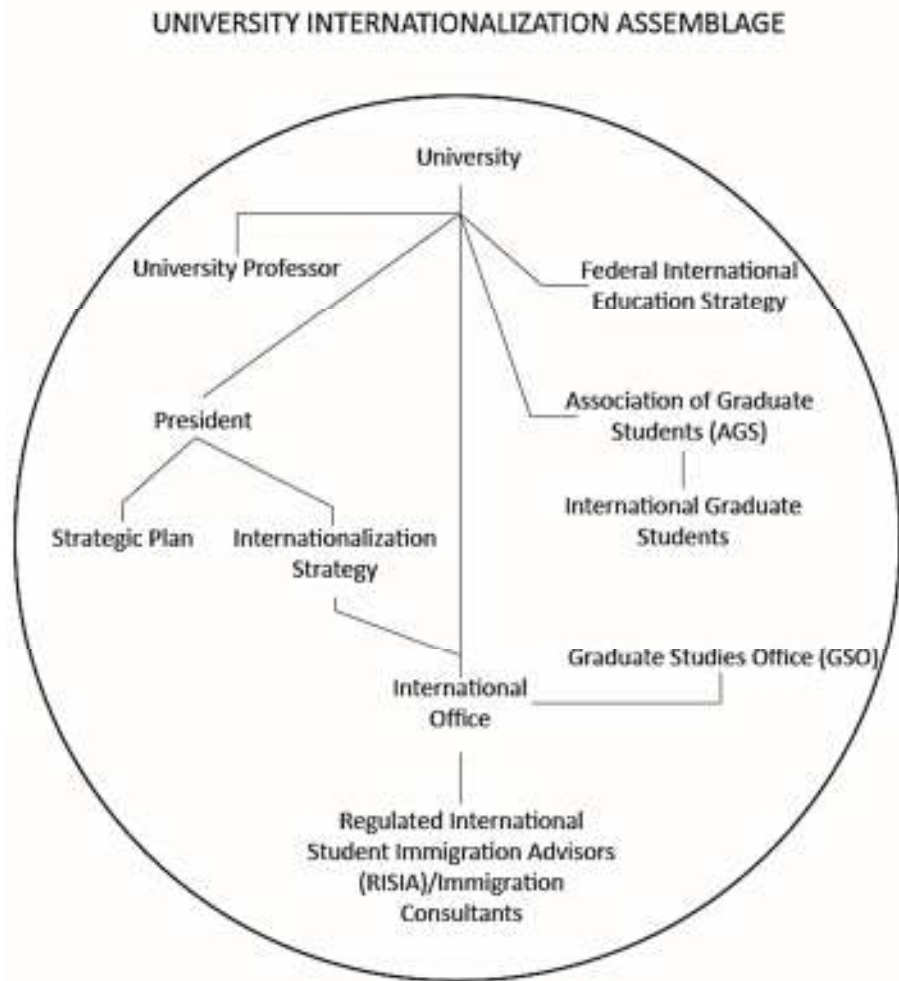 UNIVERSITY INTERNATIONALIZATION ASSEMBLAGE
University
University Professor
Federal International
Education Strategy
President
Association of Graduate
Students (AGS)
Strategic Plan
Internationalization
Strategy
International Graduate
Students
Graduate Studies Office (GSO)
International
Office
Regulated International
Student Immigration Advisors
(RISIA)/Immigration
Consultants